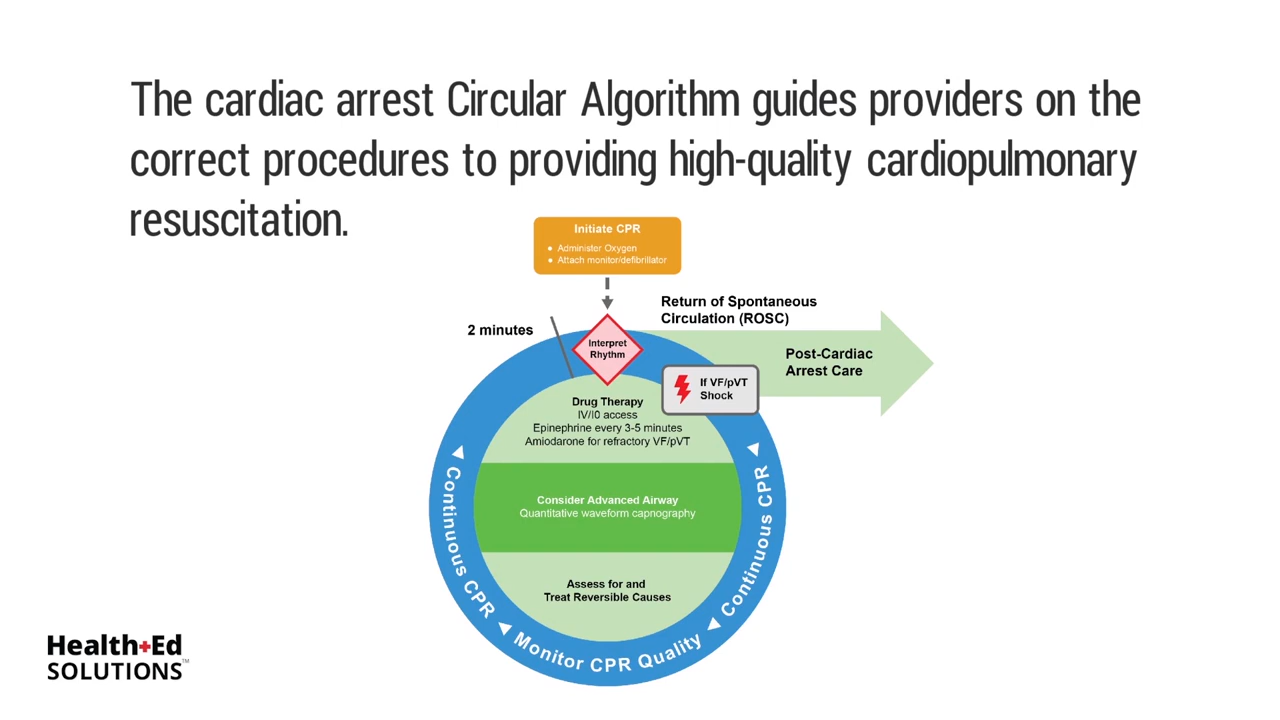 The cardiac arrest Circular Algorithm guides providers on the
correct procedures to providing high-quality cardiopulmonary
resuscitation.
Initiate CPR
● Administer Oxygen
● Attach monitor/defibrillator
Return of Spontaneous
Circulation (ROSC)
2 minutes
Interpret
Rhythm
Post-Cardiac
Arrest Care
If VF/pVT
Shock
Drug Therapy
IV/I0 access
Epinephrine every 3-5 minutes
Amiodarone for refractory VF/pVT
Consider Advanced Airway
Quantitative waveform capnography
Assess for and
Treat Reversible Causes
Continuous CPR
Monitor CPR Quality
Continuous CPR
Health+Ed
SOLUTIONS™